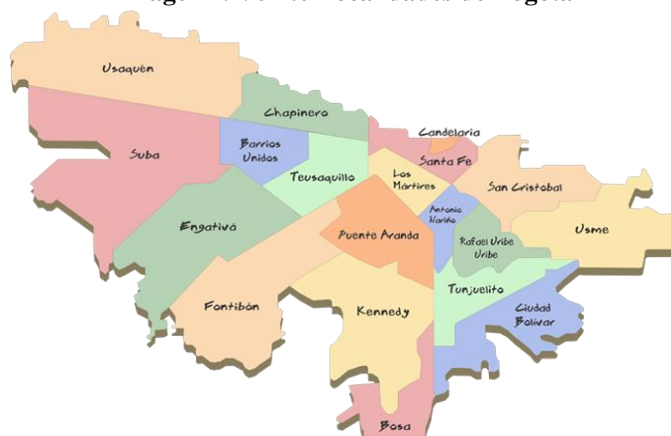 Usaquén
Chapinero
Candelaria
Suba
Barrios
Unidos
Santa Fe
Teusaquillo
Los
Mártires
San Cristobal
Antonio
Nariño
Engativá
Puente Aranda
Rafael Uribe
Uribe
Usme
Fontibón
Kennedy
Tunjuelito
Ciudad
Bolívar
Bosa